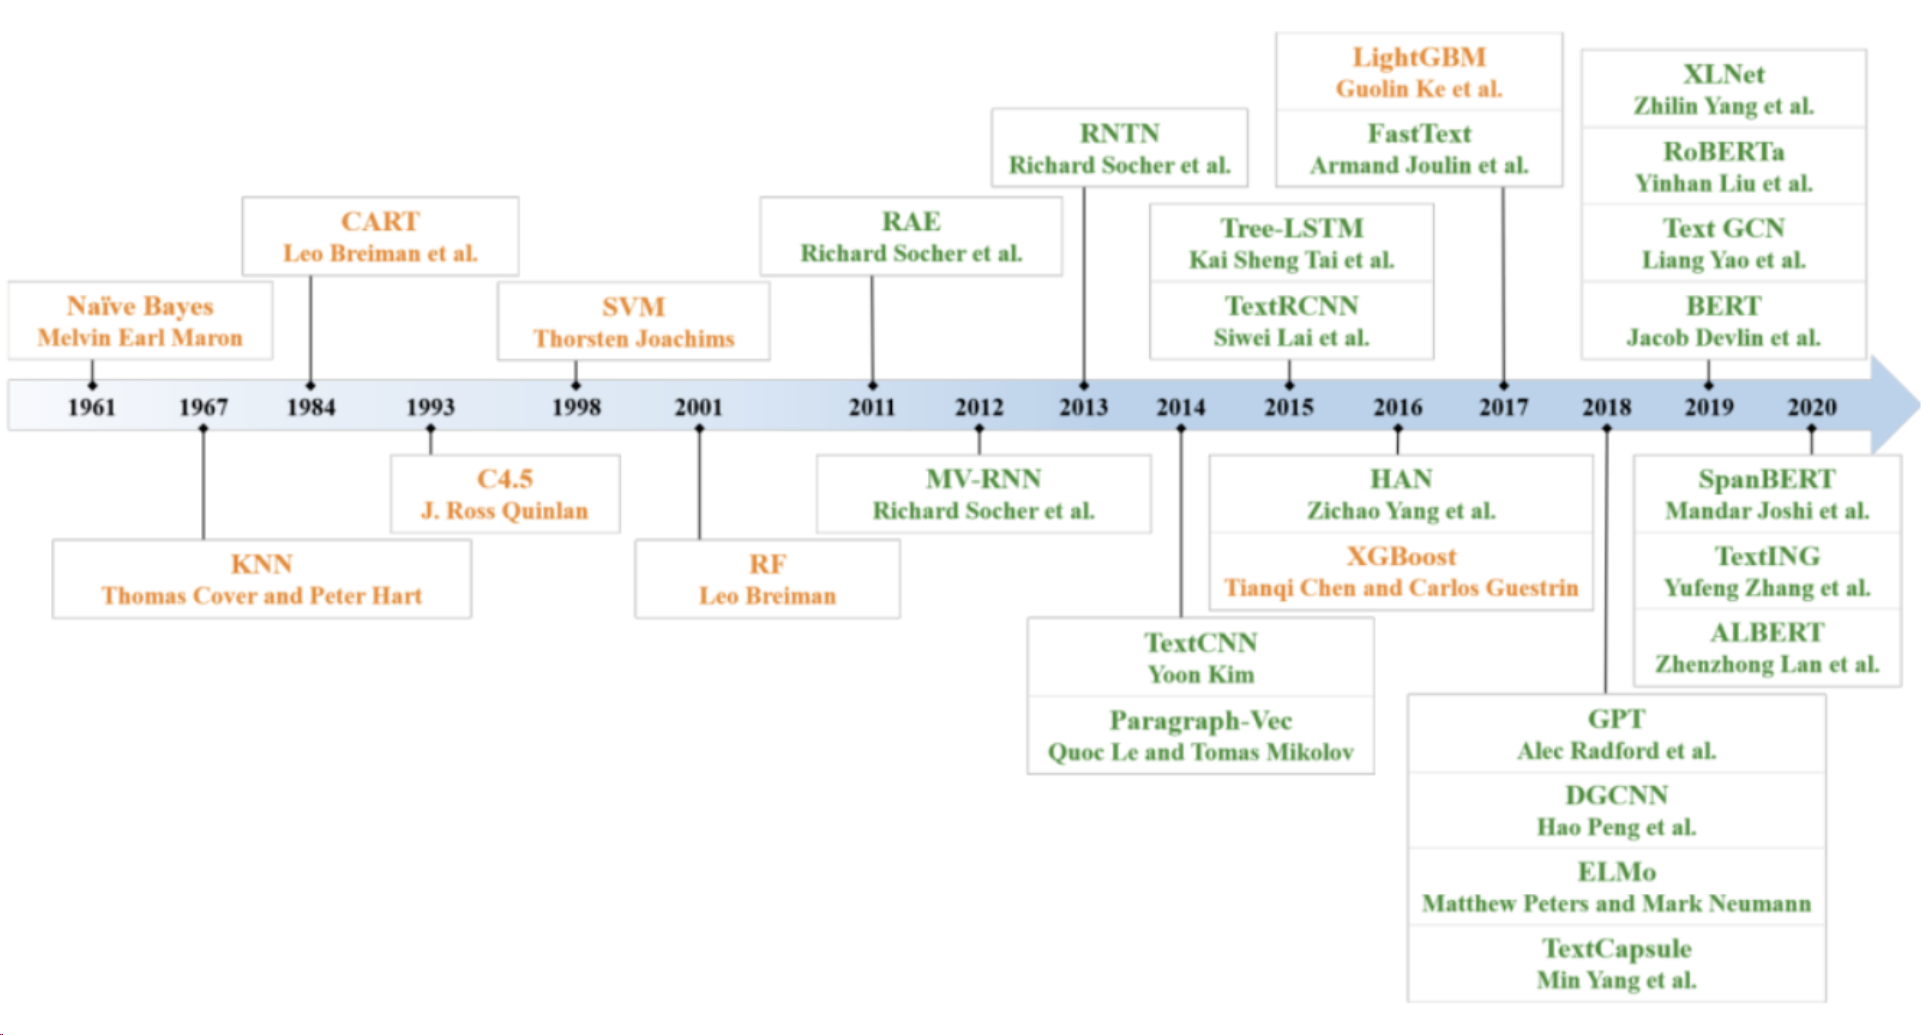 LightGBM
Guolin Ke et al.
FastText
Armand Joulin et al.
XLNet
Zhilin Yang et al.
RoBERTa
Yinhan Liu et al.
Text GCN
Liang Yao et al.
BERT
Jacob Devlin et al.
RNTN
Richard Socher et al.
Tree-LSTM
Kai Sheng Tai et al.
TextRCNN
Siwei Lai et al.
CART
Leo Breiman et al.
RAE
Richard Socher et al.
Naïve Bayes
Melvin Earl Maron
SVM
Thorsten Joachims
1961 1967 1984 1993 1998 2001 2011 2012 2013 2014 2015 2016 2017 2018 2019 2020
C4.5
J. Ross Quinlan
KNN
Thomas Cover and Peter Hart
RF
Leo Breiman
MV-RNN
Richard Socher et al.
HAN
Zichao Yang et al.
XGBoost
Tianqi Chen and Carlos Guestrin
SpanBERT
Mandar Joshi et al.
TextING
Yufeng Zhang et al.
ALBERT
Zhenzhong Lan et al.
TextCNN
Yoon Kim
Paragraph-Vec
Quoc Le and Tomas Mikolov
GPT
Alec Radford et al.
DGCNN
Hao Peng et al.
ELMo
Matthew Peters and Mark Neumann
TextCapsule
Min Yang et al.